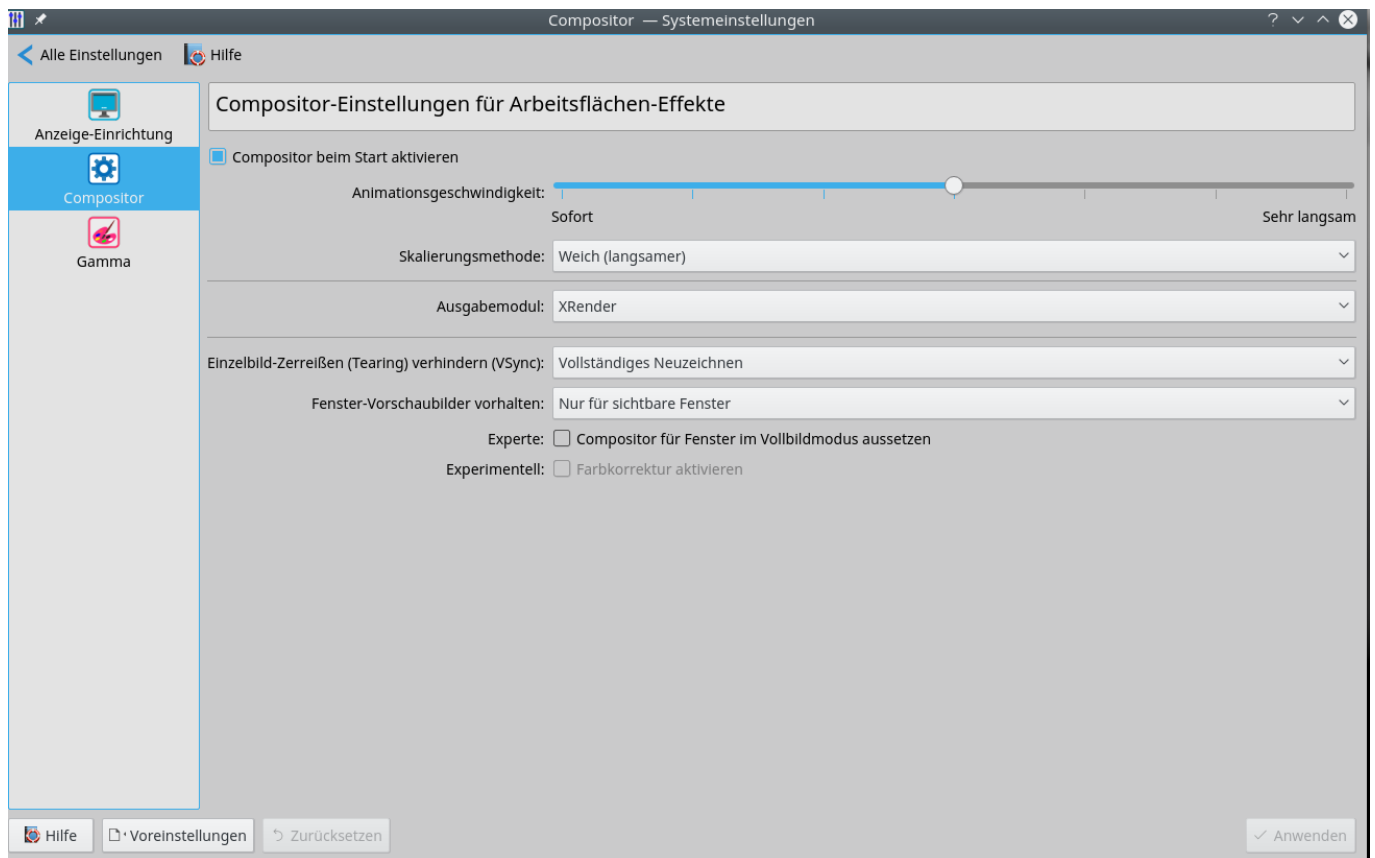 Compositor — Systemeinstellungen
Alle Einstellungen Hilfe
Anzeige-Einrichtung
Compositor
Gamma
Compositor-Einstellungen für Arbeitsflächen-Effekte
Compositor beim Start aktivieren
Animationsgeschwindigkeit:
Sofort Sehr langsam
Skalierungsmethode: Weich (langsamer)
Ausgabemodul: XRender
Einzelbild-Zerreißen (Tearing) verhindern (VSync): Vollständiges Neuzeichnen
Fenster-Vorschaubilder vorhalten: Nur für sichtbare Fenster
Experte: Compositor für Fenster im Vollbildmodus aussetzen
Experimentell: Farbkorrektur aktivieren
Hilfe Voreinstellungen Zurücksetzen Anwenden